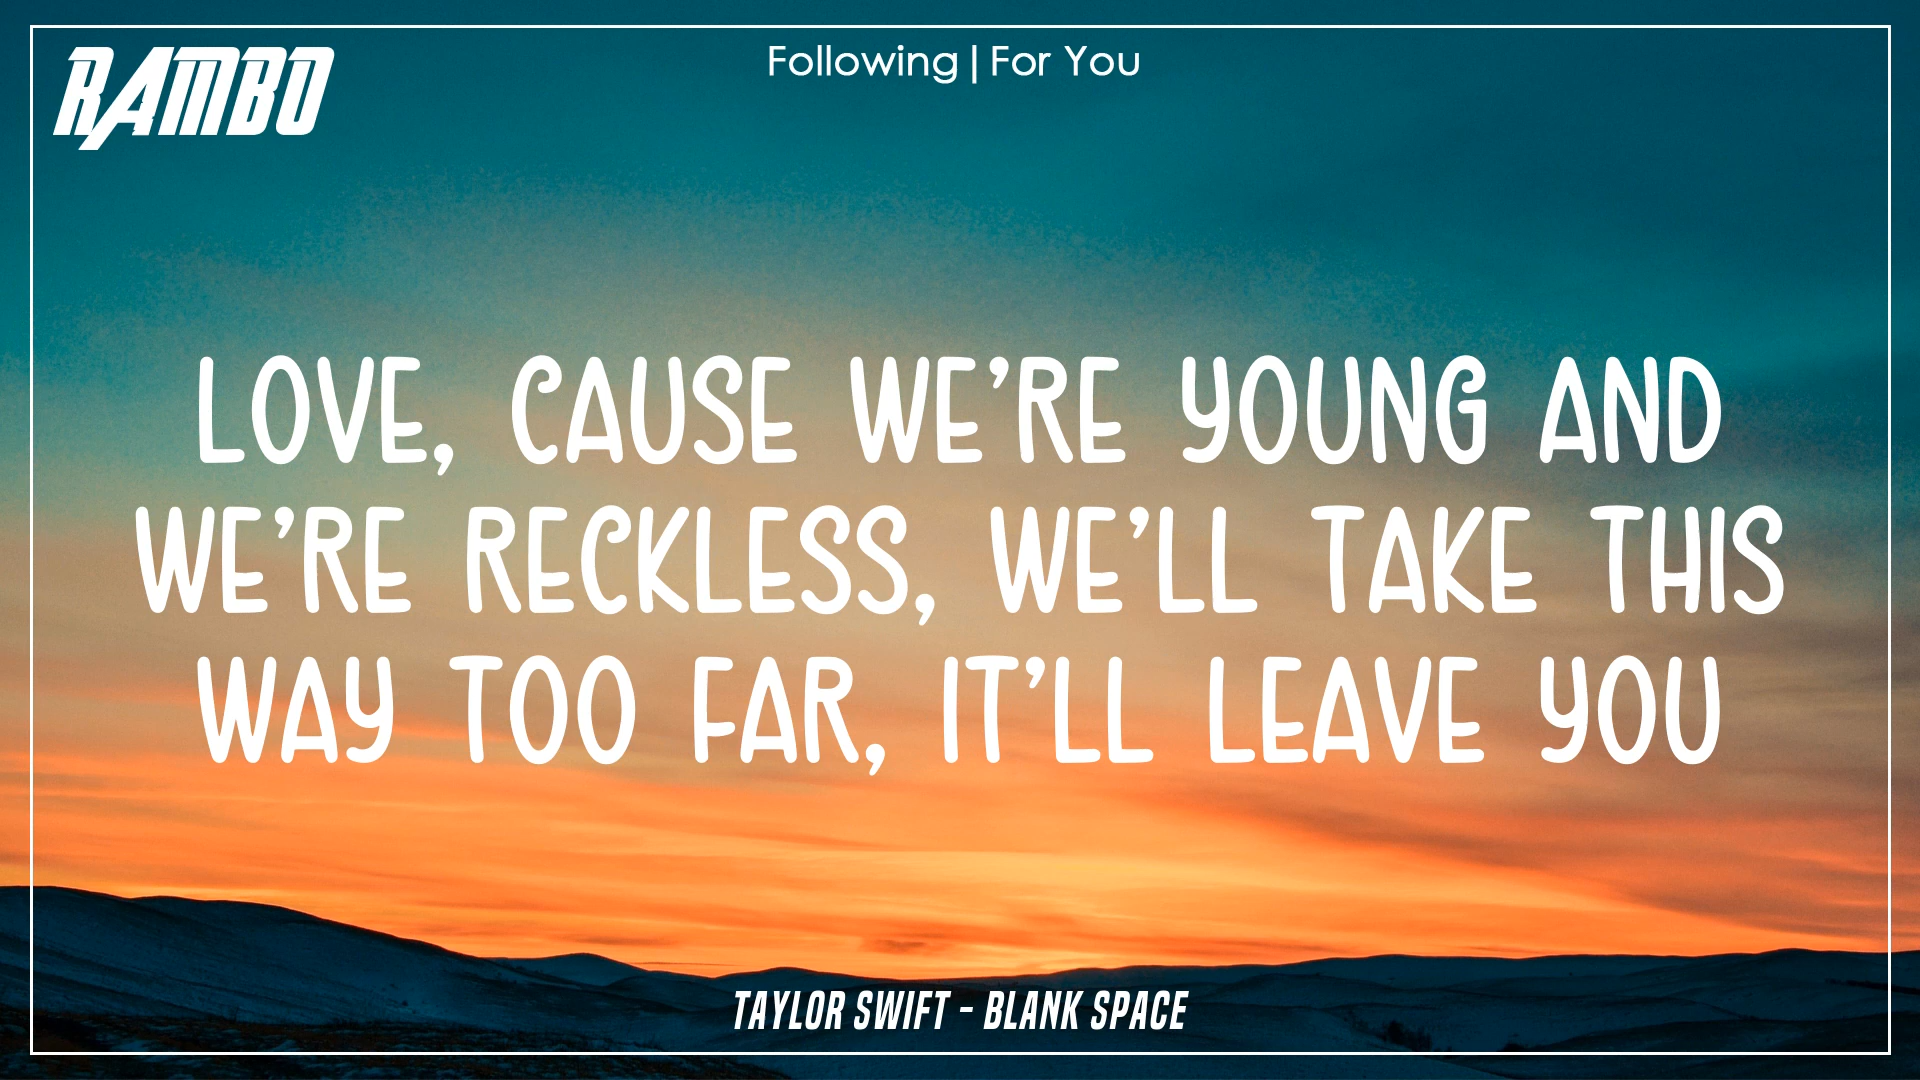 RAMBO
Following | For You
LOVE, CAUSE WE'RE YOUNG AND
WE'RE RECKLESS, WE'LL TAKE THIS
WAY TOO FAR, IT'LL LEAVE YOU
TAYLOR SWIFT - BLANK SPACE